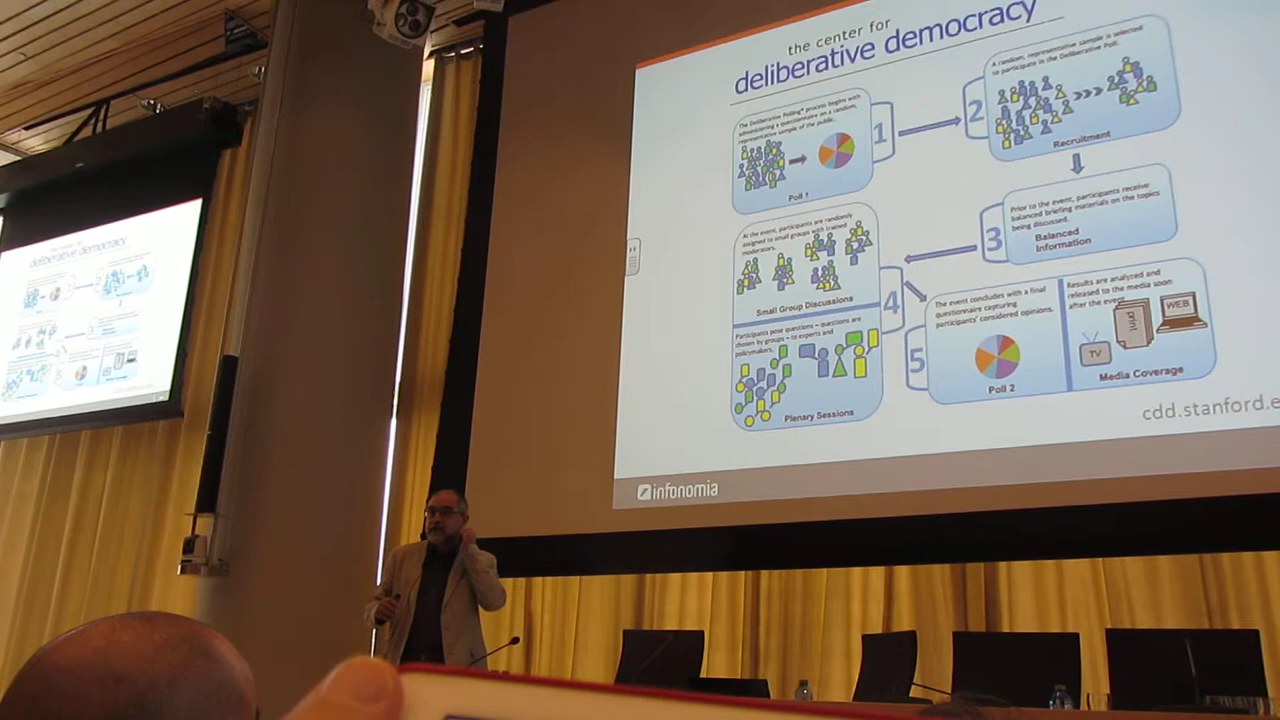 the center for
deliberative democracy
The Deliberative Polling® process begins with
administering a questionnaire on a random,
representative sample of the public.
Poll 1
1
2
A random, representative sample is selected
to participate in the Deliberative Poll.
Recruitment
3
Prior to the event, participants receive
balanced briefing materials on the topics
being discussed.
Balanced
Information
At the event, participants are randomly
assigned to small groups with trained
moderators.
Small Group Discussions
4
Participants pose questions – questions are
chosen by groups – to experts and
policymakers.
Plenary Sessions
5
The event concludes with a final
questionnaire capturing
participants' considered opinions.
Poll 2
Results are analyzed and
released to the media soon
after the event.
print
WEB
TV
Media Coverage
cdd.stanford.e
infonomia
deliberative democracy